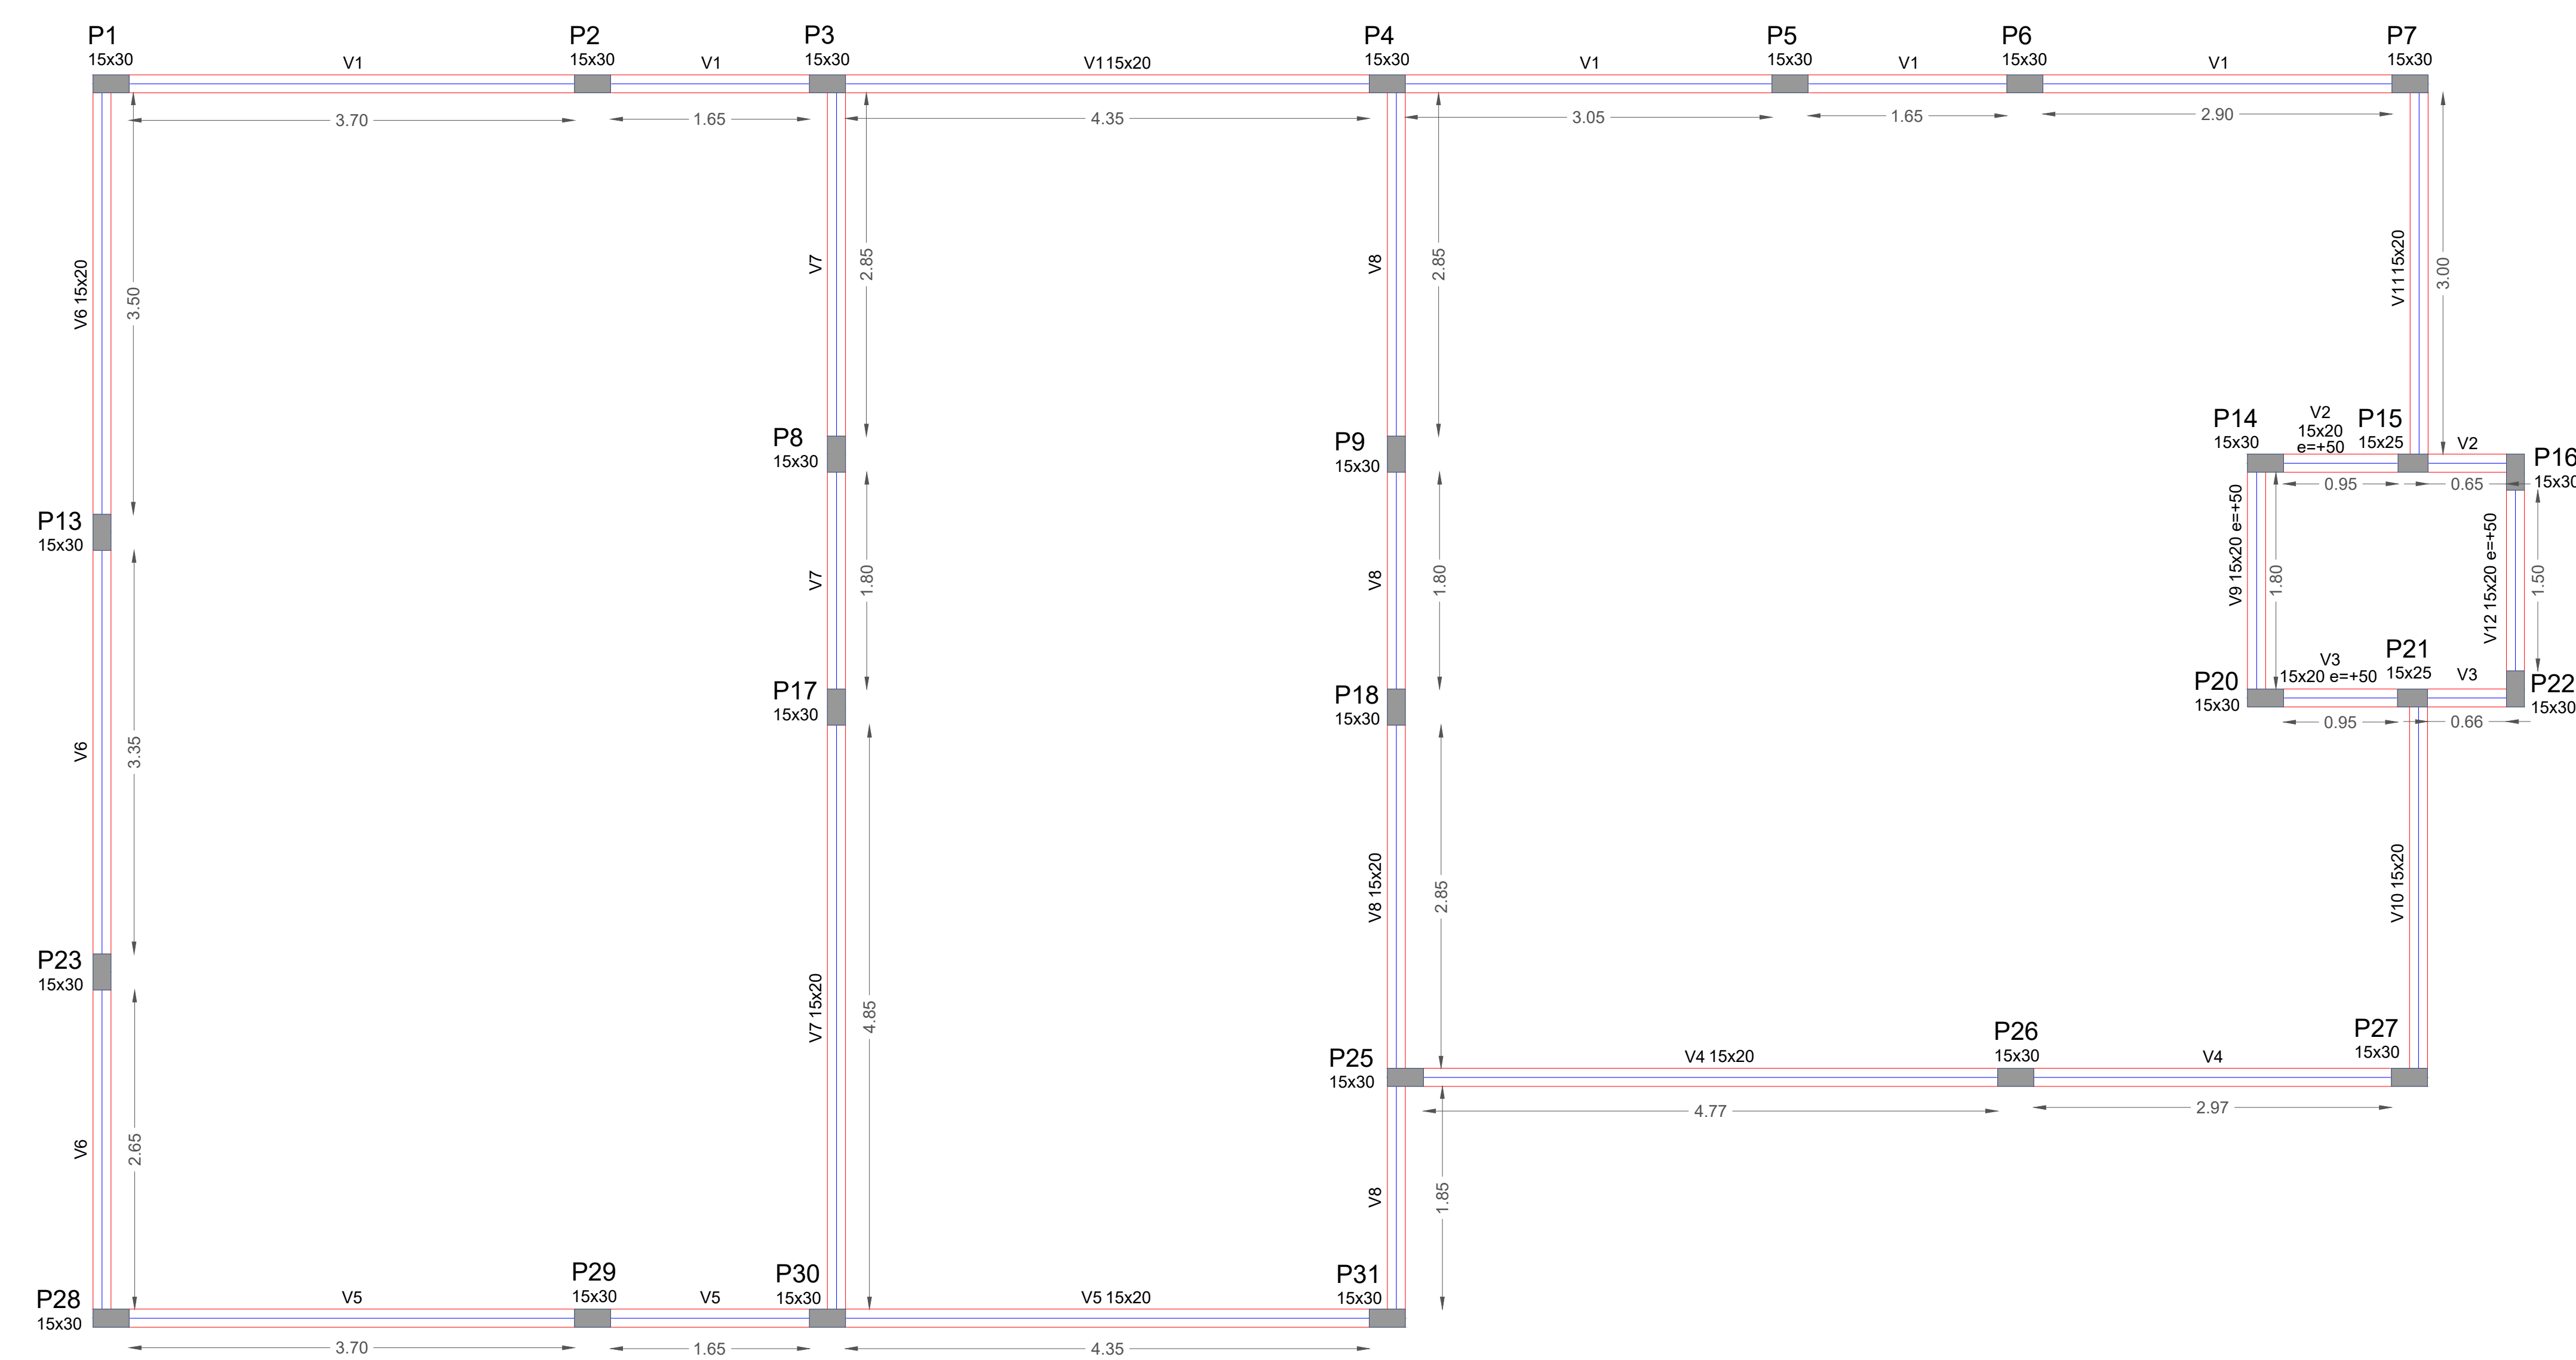 P1
15x30
P2
15x30
P3
15x30
P4
15x30
P5
15x30
P6
15x30
P7
15x30
V1
V1
V115x20
V1
V1
V1
3.70
1.65
4.35
3.05
1.65
2.90
V6 15x20
3.50
V7
2.85
V8
2.85
V1115x20
3.00
P8
15x30
P9
15x30
P14
15x30
V2
15x20
e=+50
P15
15x25
V2
P16
15x30
0.95
0.65
P13
15x30
V7
1.80
V8
1.80
V9 15x20 e=+50
1.80
V12 15x20 e=+50
1.50
P17
15x30
P18
15x30
P20
15x30
V3
15x20 e=+50
P21
15x25
V3
P22
15x30
0.95
0.66
V6
3.35
V8 15x20
2.85
V10 15x20
P23
15x30
V7 15x20
4.85
P25
15x30
V4 15x20
P26
15x30
V4
P27
15x30
4.77
2.97
V6
2.65
V8
1.85
P28
15x30
V5
P29
15x30
V5
P30
15x30
V5 15x20
P31
15x30
3.70
1.65
4.35